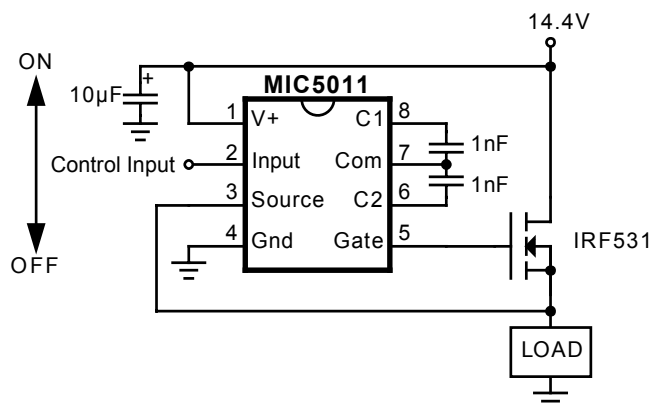 14.4V
ON
10µF
+
MIC5011
1 V+ C1 8
1nF
Control Input 2 Input Com 7
1nF
3 Source C2 6
4 Gnd Gate 5
IRF531
OFF
LOAD